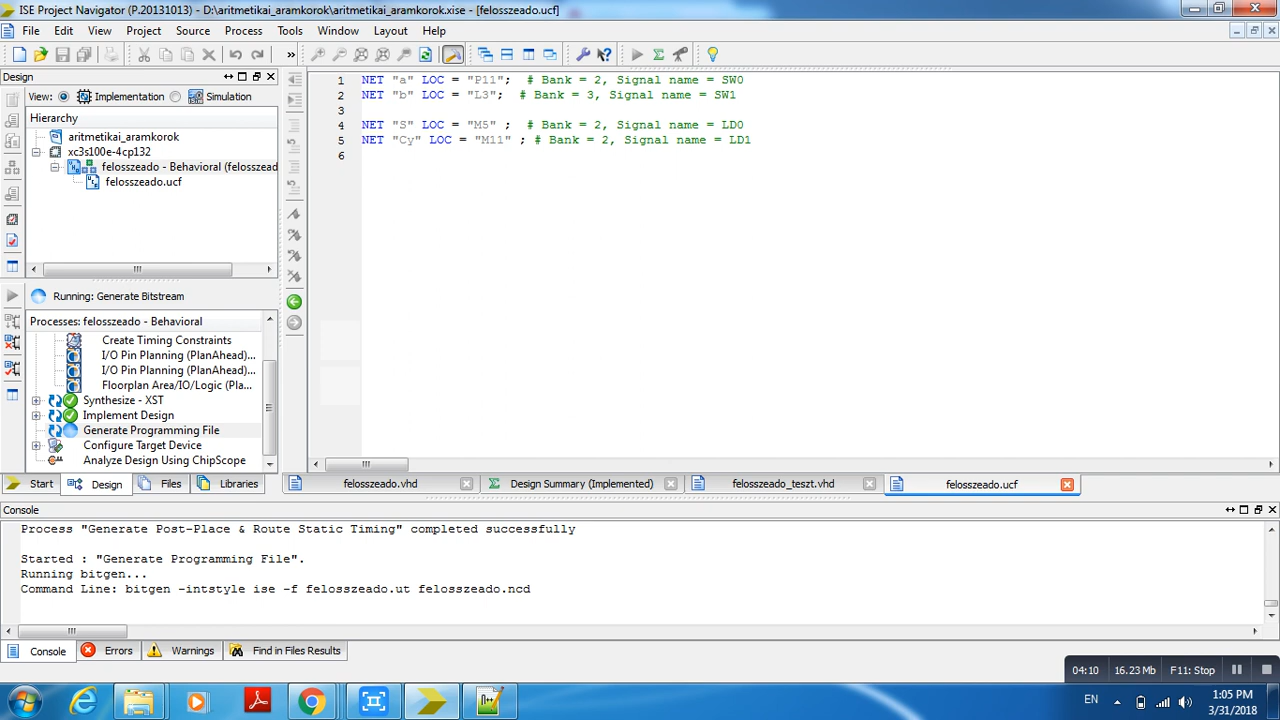 ISE Project Navigator (P.20131013) - D:\aritmetikai_aramkorok\aritmetikai_aramkorok.xise - [felosszeado.ucf]
File Edit View Project Source Process Tools Window Layout Help
»
Design
View: Implementation Simulation
Hierarchy
aritmetikai_aramkorok
xc3s100e-4cp132
felosszeado - Behavioral (felosszead
felosszeado.ucf
Running: Generate Bitstream
Processes: felosszeado - Behavioral
Create Timing Constraints
I/O Pin Planning (PlanAhead)...
I/O Pin Planning (PlanAhead)...
Floorplan Area/IO/Logic (Pla...
Synthesize - XST
Implement Design
Generate Programming File
Configure Target Device
Analyze Design Using ChipScope
Start Design Files Libraries
1 NET "a" LOC = "P11"; # Bank = 2, Signal name = SW0
2 NET "b" LOC = "L3"; # Bank = 3, Signal name = SW1
3
4 NET "S" LOC = "M5" ; # Bank = 2, Signal name = LD0
5 NET "Cy" LOC = "M11" ; # Bank = 2, Signal name = LD1
6
felosszeado.vhd Design Summary (Implemented) felosszeado_teszt.vhd felosszeado.ucf
Console
Process "Generate Post-Place & Route Static Timing" completed successfully
Started : "Generate Programming File".
Running bitgen...
Command Line: bitgen -intstyle ise -f felosszeado.ut felosszeado.ncd
Console Errors Warnings Find in Files Results
04:10 16.23 Mb F11: Stop
EN
1:05 PM
3/31/2018